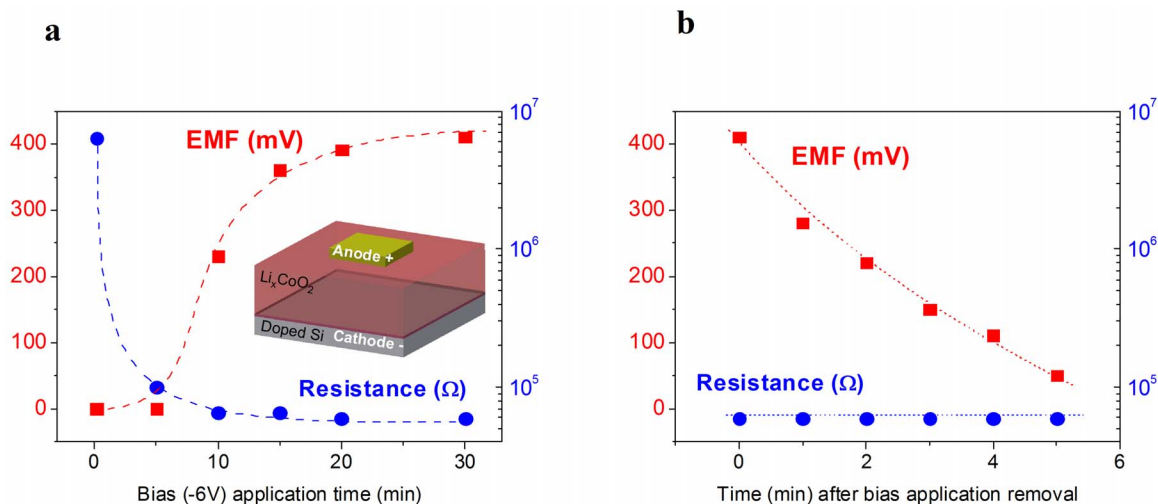 a
EMF (mV)
400
300
200
100
0
10⁷
10⁶
10⁵
Anode +
LiₓCoO₂
Doped Si
Cathode -
Resistance (Ω)
0
10
20
30
Bias (-6V) application time (min)
b
EMF (mV)
400
300
200
100
0
10⁷
10⁶
10⁵
Resistance (Ω)
0
2
4
6
Time (min) after bias application removal